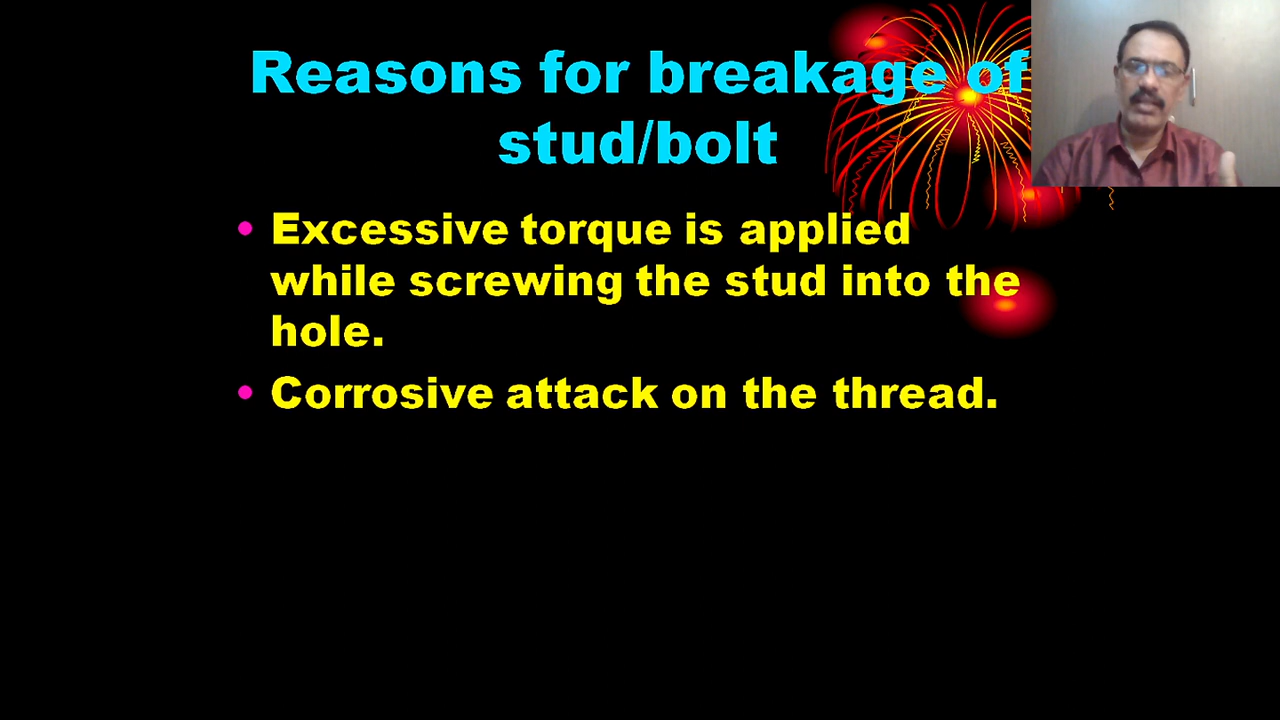 Reasons for breakage of
stud/bolt
• Excessive torque is applied
while screwing the stud into the
hole.
• Corrosive attack on the thread.